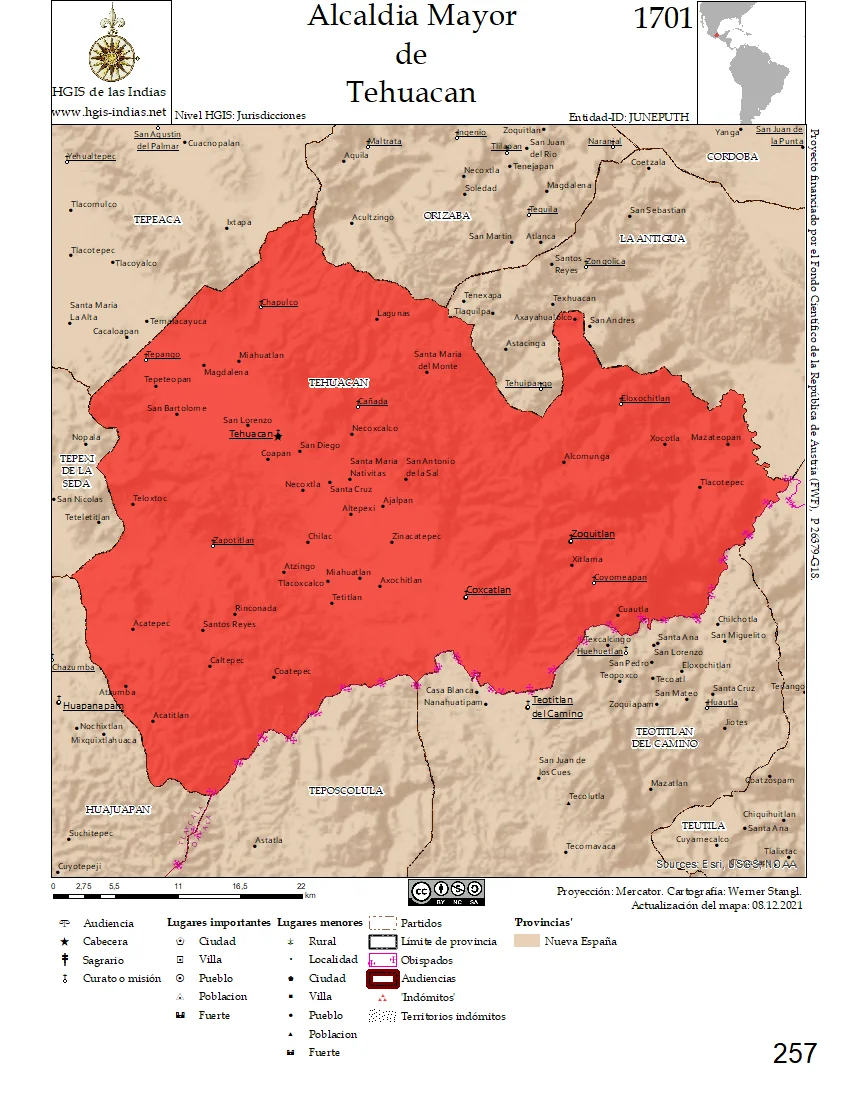 Alcaldia Mayor
de
Tehuacan
1701
HGIS de las Indias
www.hgis-indias.net
Nivel HGIS: Jurisdicciones
Entidad-ID: JUNEPUTH
San Agustin
del Palmar
Cuacnopalan
Yehualtepec
Maltrata
Aquila
Ingenio
Zoquitlan
Tlilapan
San Juan
del Rio
Naranjal
Yanga
San Juan de
la Punta
CORDOBA
Coetzala
Necoxtla
Tenejapan
Soledad
Magdalena
Tlacomulco
TEPEACA
Ixtapa
Acultzingo
ORIZABA
Tequila
San Sebastian
San Martin
Atlanca
LA ANTIGUA
Tlacotepec
Tlacoyalco
Santos
Reyes
Zongolica
Santa Maria
La Alta
Temalacayuca
Cacaloapan
Chapulco
Lagunas
Tenexapa
Tlaquilpa
Texhuacan
Axayahualolco
San Andres
Astacinga
Tepango
Miahuatlan
Magdalena
Tepeteopan
TEHUACAN
Santa Maria
del Monte
Tehuipango
San Bartolome
Cañada
Eloxochitlan
San Lorenzo
Tehuacan
Necoxcalco
San Diego
Coapan
Nopala
TEPEXI
DE LA
SEDA
Xocotla
Mazateopan
Santa Maria
Nativitas
San Antonio
de la Sal
Alcomunga
San Nicolas
Teloxtoc
Necoxtla
Santa Cruz
Ajalpan
Altepexi
Tlacotepec
Teteletitlan
Zapotitlan
Chilac
Zinacatepec
Zoquitlan
Xitlama
Atzingo
Miahuatlan
Tlacoxcalco
Axochitlan
Tetitlan
Coxcatlan
Coyomeapan
Rinconada
Acatepec
Santos Reyes
Cuautla
Chilchotla
Texcalcingo
Santa Ana
San Miguelito
Huehuetlan
San Lorenzo
Chazumba
Caltepec
Coatepec
San Pedro
Eloxochitlan
Teopoxco
Tecoatl
Atzumba
Huapanapam
Casa Blanca
Nanahuatipam
Teotitlan
del Camino
San Mateo
Santa Cruz
Tenango
Zoquiapam
Huautla
Acatitlan
Nochixtlan
Mixquixtlahuaca
Jiotes
TEOTITLAN
DEL CAMINO
San Juan de
los Cues
Mazatlan
Coatzospam
TEPOSCOLULA
HUAJUAPAN
Tecolutla
Chiquihuitlan
TEUTILA
Santa Ana
Suchitepec
Astatla
Cuyamecalco
Tecomavaca
Tlalixtac
Cuyotepeji
Sources: Esri, USGS, NOAA
Proyecto financiado por el Fondo Científico de la República de Austria (FWF), P 26379-G18.
0 2,75 5,5 11 16,5 22
km
CC BY NC SA
Proyección: Mercator. Cartografía: Werner Stangl.
Actualización del mapa: 08.12.2021
Audiencia
Cabecera
Sagrario
Curato o misión
Lugares importantes
Ciudad
Villa
Pueblo
Poblacion
Fuerte
Lugares menores
Rural
Localidad
Ciudad
Villa
Pueblo
Poblacion
Fuerte
Partidos
Límite de provincia
Obispados
Audiencias
'Indómitos'
Territorios indómitos
'Provincias'
Nueva España
257